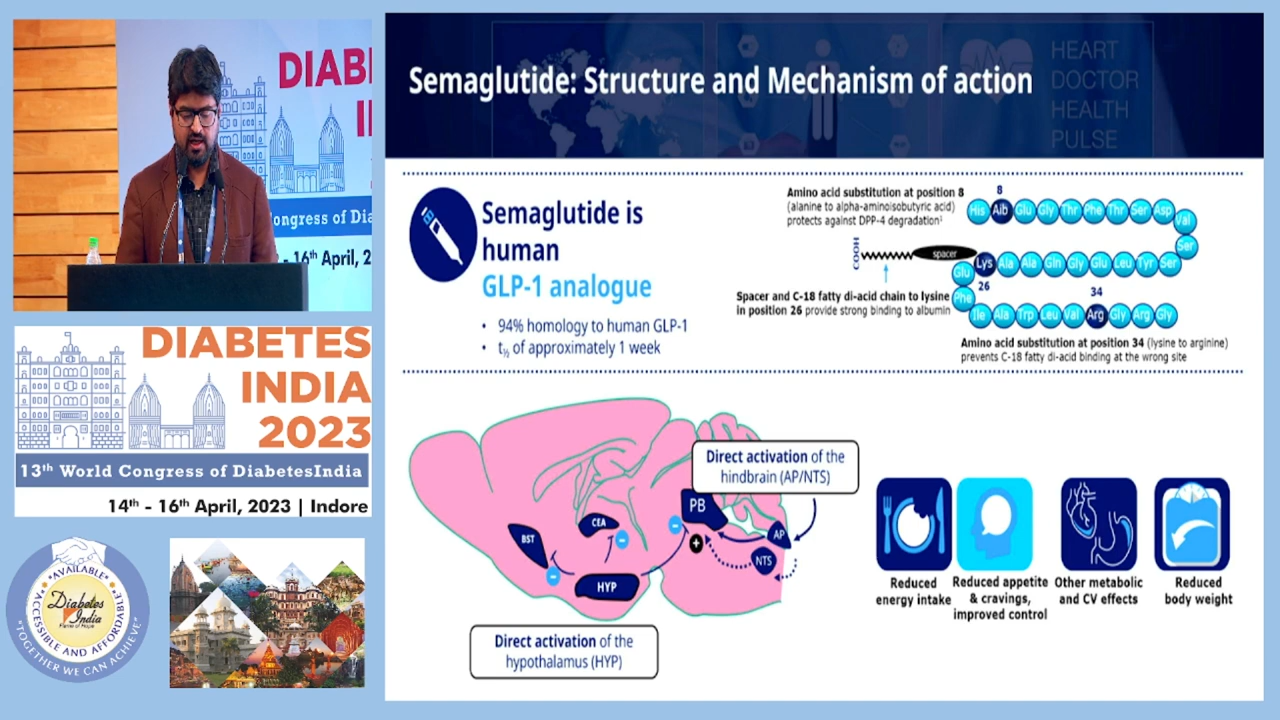 DIAB
I
ongress of Dia
- 16th April, 2
DIABETES
INDIA
2023
13th World Congress of DiabetesIndia
14th - 16th April, 2023 | Indore
"AVAILABLE"
"ACCESSIBLE AND AFFORDABLE"
"TOGETHER WE CAN ACHIEVE"
Diabetes
India
Semaglutide: Structure and Mechanism of action
HEART
DOCTOR
HEALTH
PULSE
Semaglutide is
human
GLP-1 analogue
• 94% homology to human GLP-1
• t½ of approximately 1 week
Amino acid substitution at position 8
(alanine to alpha-aminoisobutyric acid)
protects against DPP-4 degradation¹
8
His Aib Glu Gly Thr Phe Thr Ser Asp
Val
Ser
COOH
spacer
Lys Ala Ala Gln Gly Glu Leu Tyr Ser
Glu
26
Phe
34
Ile Ala Trp Leu Val Arg Gly Arg Gly
Spacer and C-18 fatty di-acid chain to lysine
in position 26 provide strong binding to albumin
Amino acid substitution at position 34 (lysine to arginine)
prevents C-18 fatty di-acid binding at the wrong site
Direct activation of the
hindbrain (AP/NTS)
PB
CEA
BST
AP
NTS
HYP
Direct activation of the
hypothalamus (HYP)
Reduced
energy intake
Reduced appetite
& cravings,
improved control
Other metabolic
and CV effects
Reduced
body weight